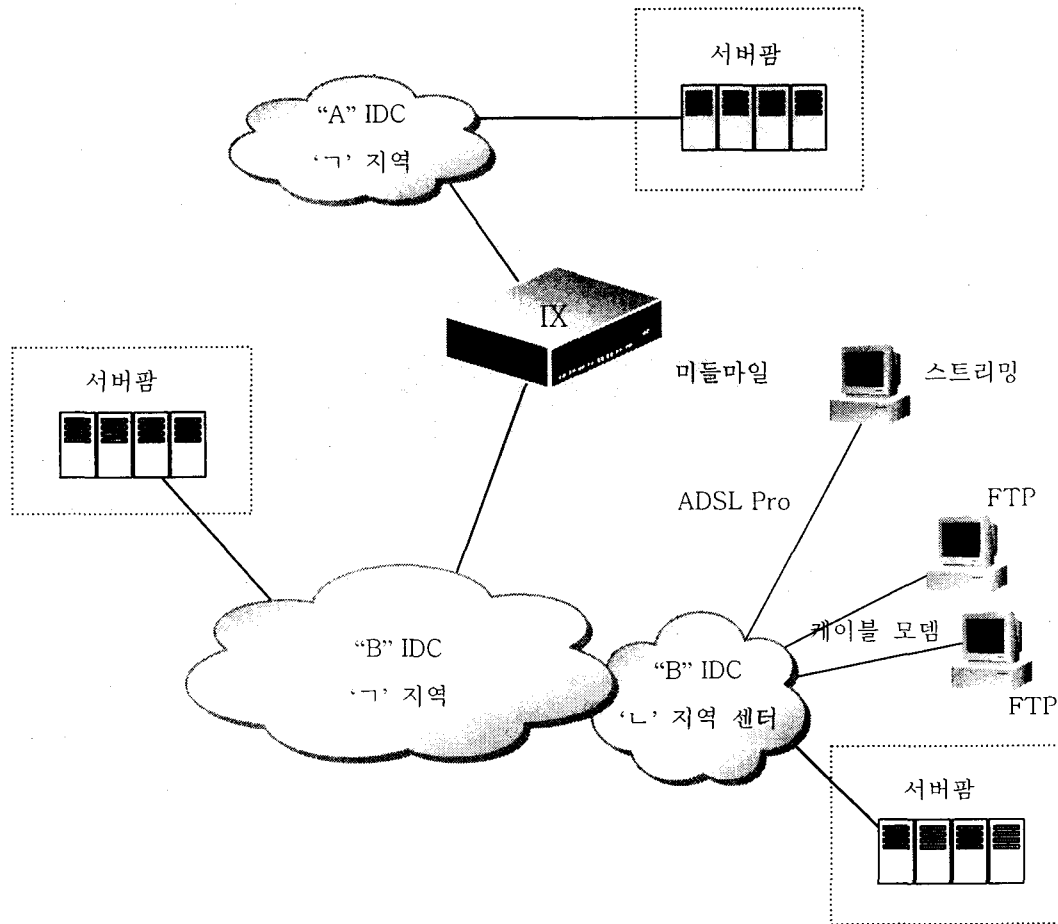 서버팜
“A” IDC
‘ㄱ’ 지역
IX
미들마일
스트리밍
서버팜
ADSL Pro
FTP
케이블 모뎀
“B” IDC
‘ㄱ’ 지역
“B” IDC
‘ㄴ’ 지역 센터
FTP
서버팜